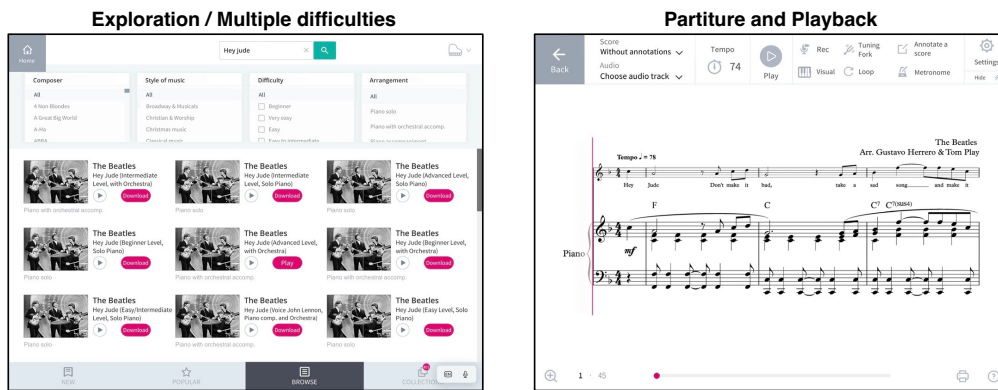 Exploration / Multiple difficulties
Home
Hey jude
Composer
All
4 Non Blondes
A Great Big World
A-Ha
ABBA
Style of music
All
Broadway & Musicals
Christian & Worship
Christmas music
Classical music
Difficulty
All
Beginner
Very easy
Easy
Easy to intermediate
Arrangement
All
Piano solo
Piano with orchestral accomp.
Piano accompaniment
The Beatles
Hey Jude (Intermediate
Level, with Orchestra)
Download
Piano with orchestral accomp.
The Beatles
Hey Jude (Intermediate
Level, Solo Piano)
Download
Piano solo
The Beatles
Hey Jude (Advanced Level,
Solo Piano)
Download
Piano solo
The Beatles
Hey Jude (Beginner Level,
Solo Piano)
Download
Piano solo
The Beatles
Hey Jude (Advanced Level,
with Orchestra)
Play
Piano with orchestral accomp.
The Beatles
Hey Jude (Beginner Level,
with Orchestra)
Download
Piano with orchestral accomp.
The Beatles
Hey Jude (Easy/Intermediate
Level, Solo Piano)
Download
Piano solo
The Beatles
Hey Jude (Voice John Lennon,
Piano comp. and Orchestra)
Download
Piano with orchestral accomp.
The Beatles
Hey Jude (Easy Level, Solo
Piano)
Download
Piano solo
NEW
POPULAR
BROWSE
COLLECTION
Partiture and Playback
Back
Score
Without annotations
Audio
Choose audio track
Tempo
74
Play
Rec
Visual
Tuning
Fork
Loop
Annotate a
score
Metronome
Settings
Hide
The Beatles
Arr. Gustavo Herrero & Tom Play
Tempo ♩ = 78
Hey Jude Don't make it bad, take a sad song____ and make it
F C C7 C7(SUS4)
Piano
mf
1 · 45